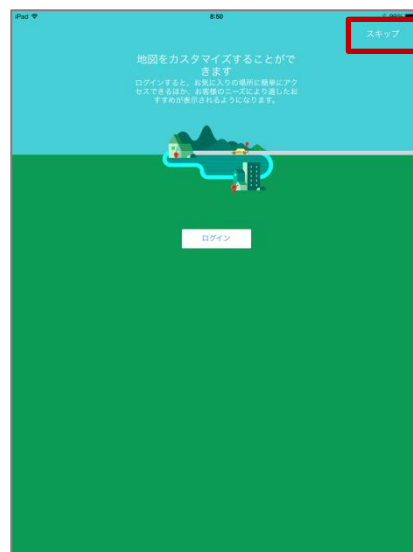 iPad 8:50 99%
スキップ
地図をカスタマイズすることがで
きます
ログインすると、お気に入りの場所に簡単にアク
セスできるほか、お客様のニーズにより適したお
すすめが表示されるようになります。
ログイン